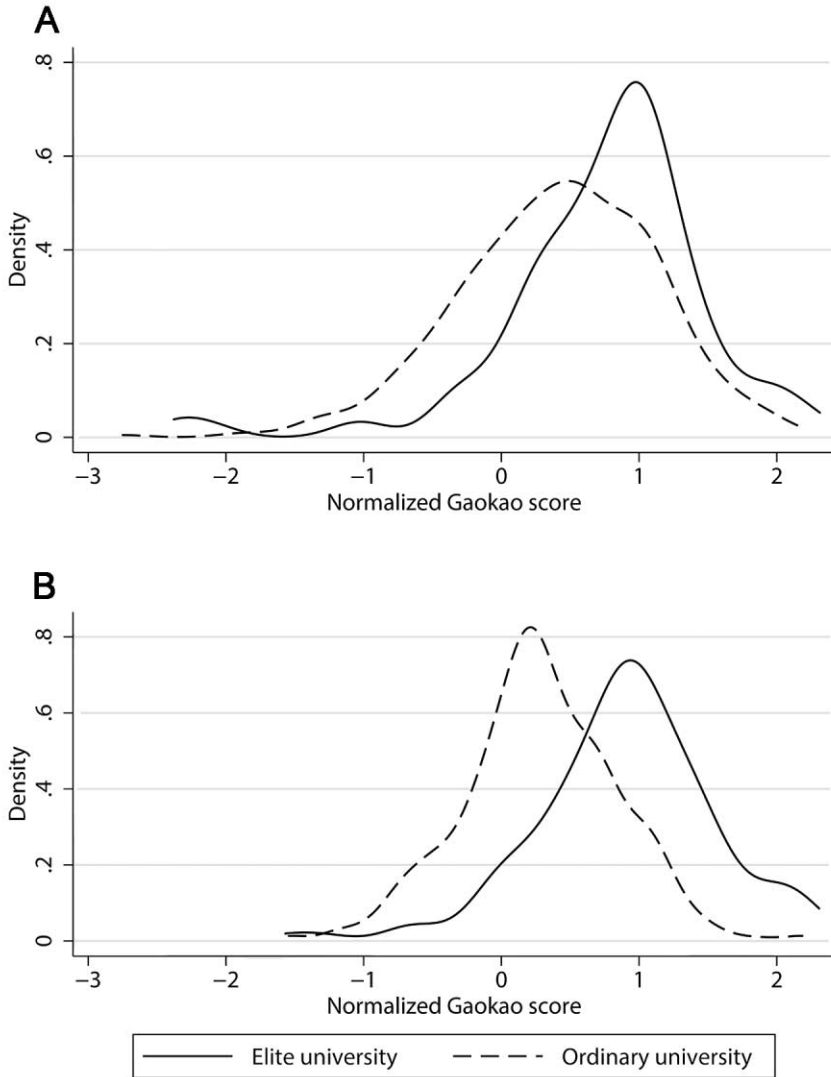 A
.8
.6
.4
.2
0
Density
−3 −2 −1 0 1 2
Normalized Gaokao score
B
.8
.6
.4
.2
0
Density
−3 −2 −1 0 1 2
Normalized Gaokao score
Elite university Ordinary university